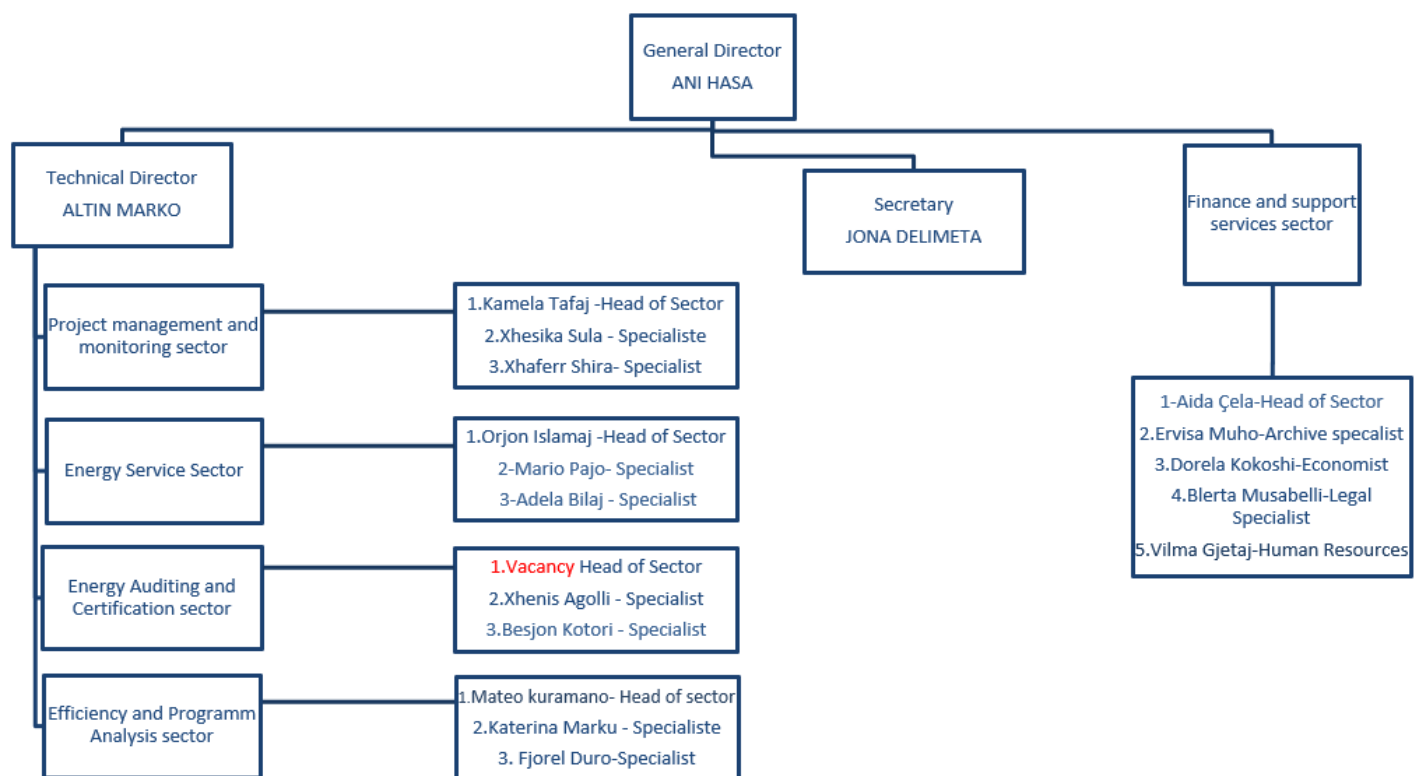 General Director
ANI HASA
Technical Director
ALTIN MARKO
Secretary
JONA DELIMETA
Finance and support
services sector
Project management and
monitoring sector
1.Kamela Tafaj -Head of Sector
2.Xhesika Sula - Specialiste
3.Xhaferr Shira- Specialist
Energy Service Sector
1.Orjon Islamaj -Head of Sector
2-Mario Pajo- Specialist
3-Adela Bilaj - Specialist
Energy Auditing and
Certification sector
1.Vacancy Head of Sector
2.Xhenis Agolli - Specialist
3.Besjon Kotori - Specialist
Efficiency and Programm
Analysis sector
1.Mateo kuramano- Head of sector
2.Katerina Marku - Specialiste
3. Fjorel Duro-Specialist
1-Aida Çela-Head of Sector
2.Ervisa Muho-Archive specalist
3.Dorela Kokoshi-Economist
4.Blerta Musabelli-Legal
Specialist
5.Vilma Gjetaj-Human Resources